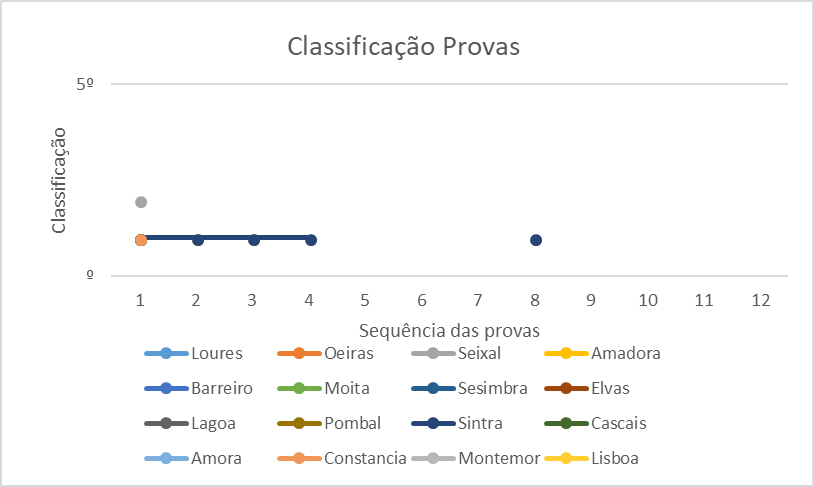 Classificação Provas
5º
Classificação
º
1 2 3 4 5 6 7 8 9 10 11 12
Sequência das provas
Loures Oeiras Seixal Amadora
Barreiro Moita Sesimbra Elvas
Lagoa Pombal Sintra Cascais
Amora Constancia Montemor Lisboa